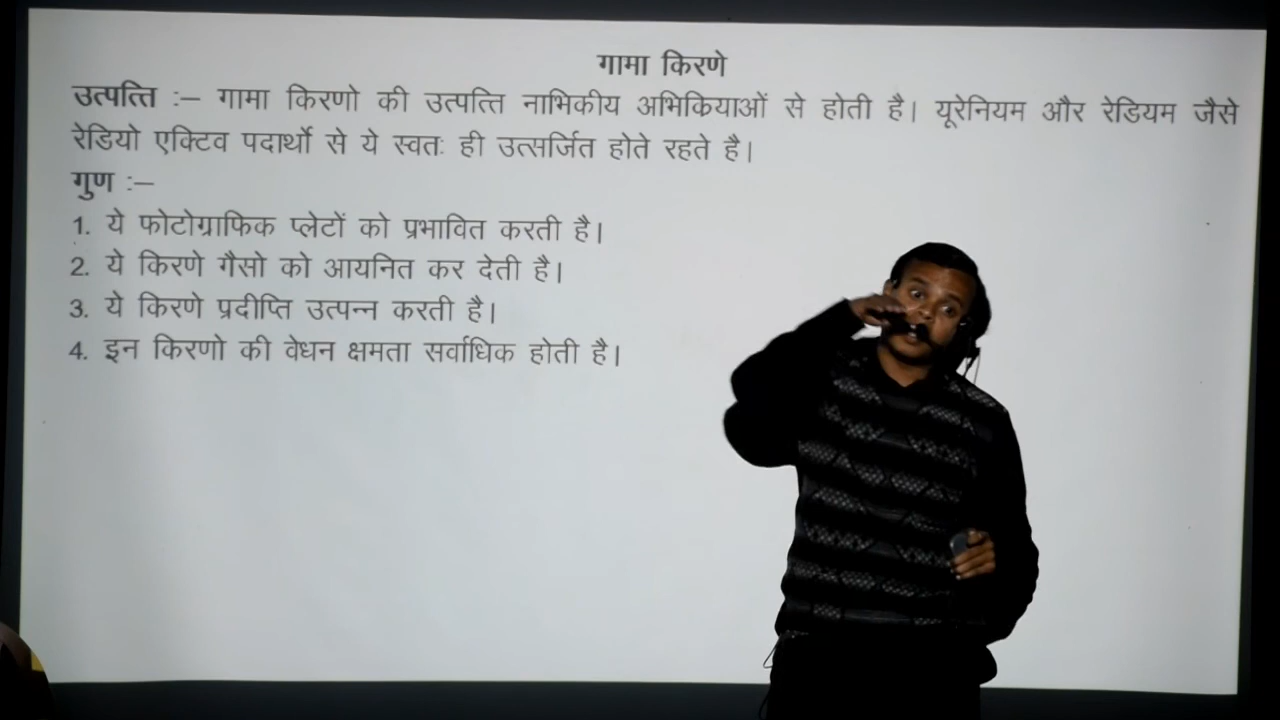 गामा किरणे
उत्पत्ति :– गामा किरणो की उत्पत्ति नाभिकीय अभिकियाओं से होती है। यूरेनियम और रेडियम जैसे
रेडियो एक्टिव पदार्थो से ये स्वतः ही उत्सर्जित होते रहते है।
गुण :–
1. ये फोटोग्राफिक प्लेटों को प्रभावित करती है।
2. ये किरणे गैसो को आयनित कर देती है।
3. ये किरणे प्रदीप्ति उत्पन्न करती है।
4. इन किरणो की वेधन क्षमता सर्वाधिक होती है।